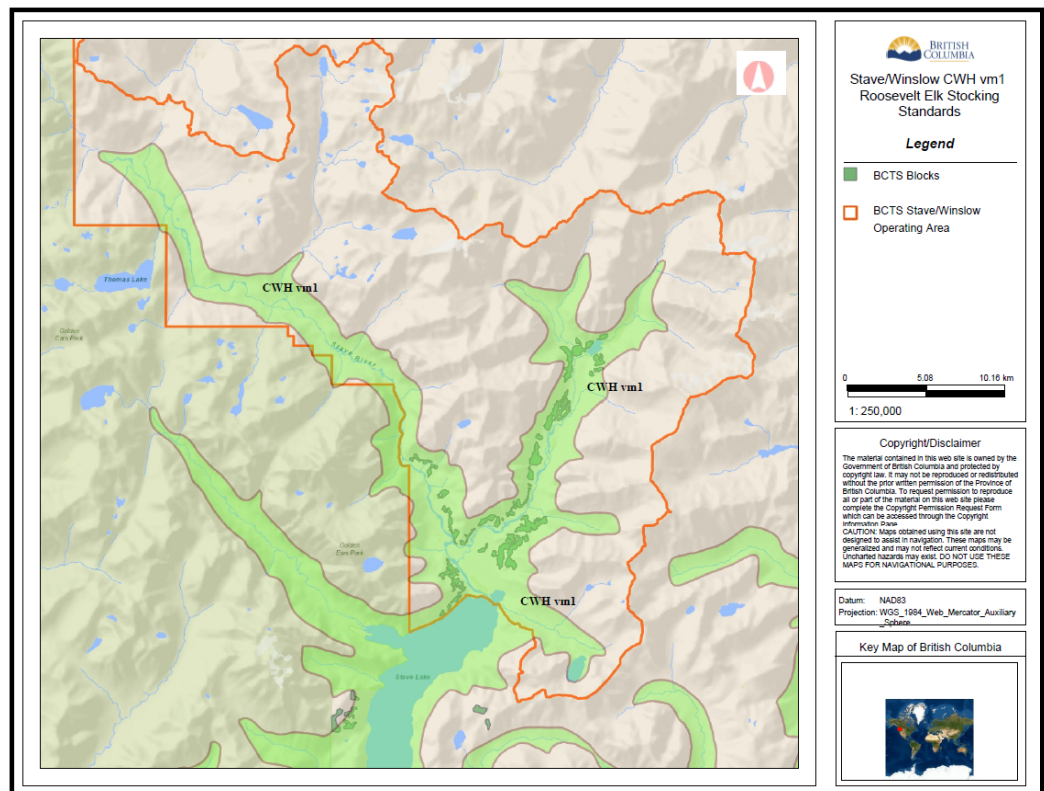 CWH vm1
Thomas Lake
Golden
Ears Park
Stave River
CWH vm1
Golden
Ears Park
CWH vm1
Stave Lake
BRITISH
COLUMBIA
Stave/Winslow CWH vm1
Roosevelt Elk Stocking
Standards
Legend
BCTS Blocks
BCTS Stave/Winslow
Operating Area
0 5.08 10.16 km
1: 250,000
Copyright/Disclaimer
The material contained in this web site is owned by the
Government of British Columbia and protected by
copyright law. It may not be reproduced or redistributed
without the prior written permission of the Province of
British Columbia. To request permission to reproduce
all or part of the material on this web site please
complete the Copyright Permission Request Form
which can be accessed through the Copyright
Information Page.
CAUTION: Maps obtained using this site are not
designed to assist in navigation. These maps may be
generalized and may not reflect current conditions.
Uncharted hazards may exist. DO NOT USE THESE
MAPS FOR NAVIGATIONAL PURPOSES.
Datum: NAD83
Projection: WGS_1984_Web_Mercator_Auxiliary
_Sphere
Key Map of British Columbia